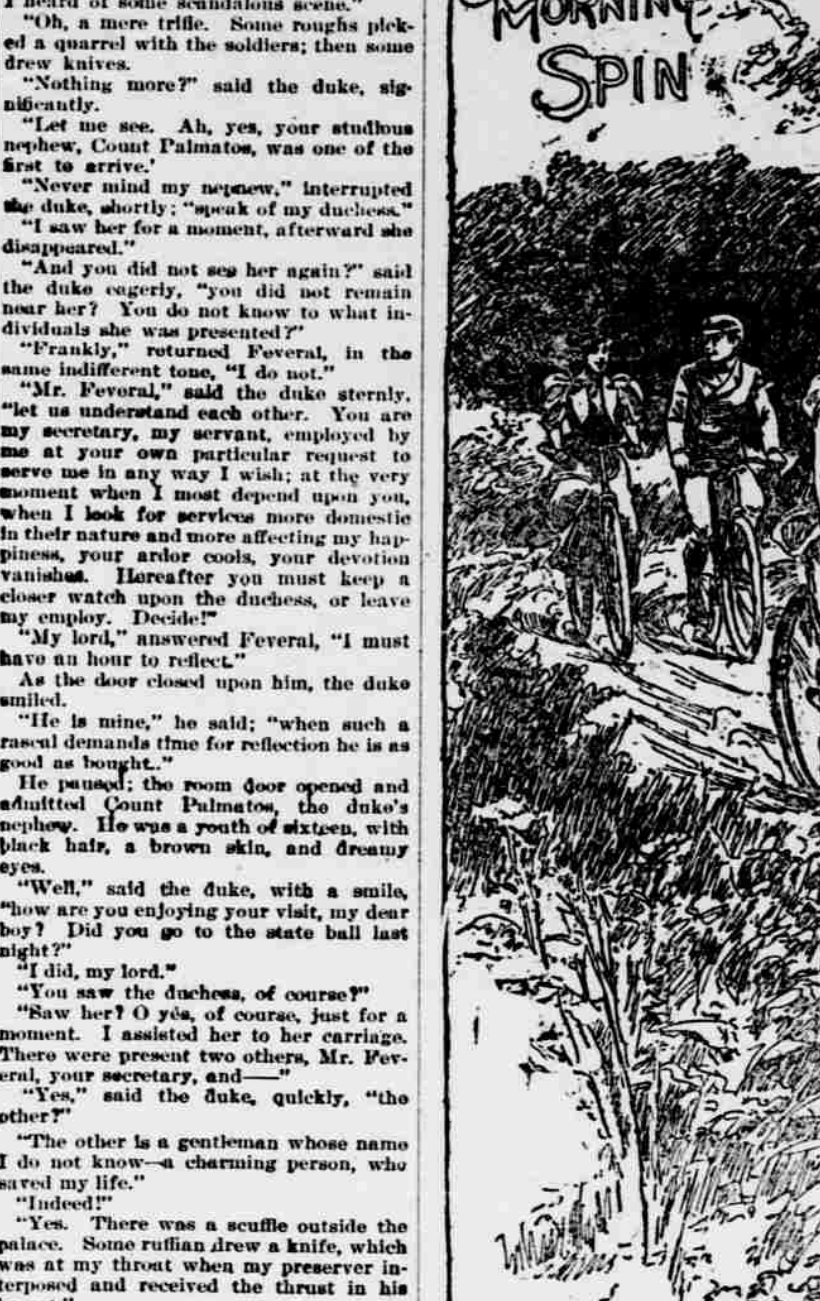 I heard of some scandalous scene."
"Oh, a mere trifle. Some roughs pick-
ed a quarrel with the soldiers; then some
drew knives.
"Nothing more?" said the duke, sig-
nificantly.
"Let me see. Ah, yes, your studious
nephew, Count Palmatos, was one of the
first to arrive.'
"Never mind my nephew," interrupted
the duke, shortly; "speak of my duchess."
"I saw her for a moment, afterward she
disappeared."
"And you did not see her again?" said
the duke eagerly, "you did not remain
near her? You do not know to what in-
dividuals she was presented?"
"Frankly," returned Feveral, in the
same indifferent tone, "I do not."
"Mr. Feveral," said the duke sternly,
"let us understand each other. You are
my secretary, my servant, employed by
me at your own particular request to
serve me in any way I wish; at the very
moment when I most depend upon you,
when I look for services more domestic
in their nature and more affecting my hap-
piness, your ardor cools, your devotion
vanishes. Hereafter you must keep a
closer watch upon the duchess, or leave
my employ. Decide!"
"My lord," answered Feveral, "I must
have an hour to reflect."
As the door closed upon him, the duke
smiled.
"He is mine," he said; "when such a
rascal demands time for reflection he is as
good as bought.."
He paused; the room door opened and
admitted Count Palmatos, the duke's
nephew. He was a youth of sixteen, with
black hair, a brown skin, and dreamy
eyes.
"Well," said the duke, with a smile,
"how are you enjoying your visit, my dear
boy? Did you go to the state ball last
night?"
"I did, my lord."
"You saw the duchess, of course?"
"Saw her? O yes, of course, just for a
moment. I assisted her to her carriage.
There were present two others, Mr. Fev-
eral, your secretary, and——"
"Yes," said the duke, quickly, "the
other?"
"The other is a gentleman whose name
I do not know—a charming person, who
saved my life."
"Indeed!"
"Yes. There was a scuffle outside the
palace. Some ruffian drew a knife, which
was at my throat when my preserver in-
terposed and received the thrust in his
MORNING
SPIN